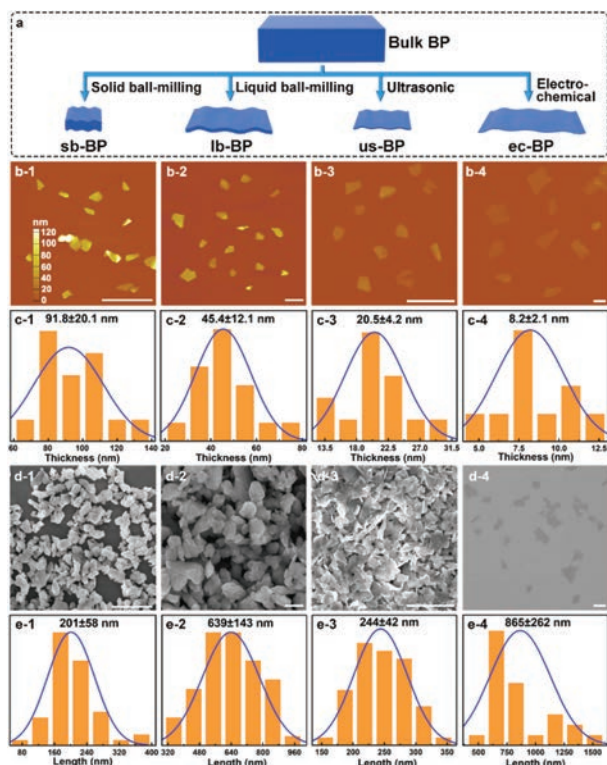 a
Bulk BP
Solid ball-milling
Liquid ball-milling
Ultrasonic
Electro-
chemical
sb-BP
lb-BP
us-BP
ec-BP
b-1
b-2
b-3
b-4
nm
120
100
80
60
40
20
0
c-1
91.8±20.1 nm
c-2
45.4±12.1 nm
c-3
20.5±4.2 nm
c-4
8.2±2.1 nm
60 80 100 120 140
Thickness (nm)
20 40 60 80
Thickness (nm)
13.5 18.0 22.5 27.0 31.5
Thickness (nm)
5.0 7.5 10.0 12.5
Thickness (nm)
d-1
d-2
d-3
d-4
e-1
201±58 nm
e-2
639±143 nm
e-3
244±42 nm
e-4
865±262 nm
80 160 240 320 400
Length (nm)
320 480 640 800 960
Length (nm)
150 200 250 300 350
Length (nm)
500 750 1000 1250 1500
Length (nm)